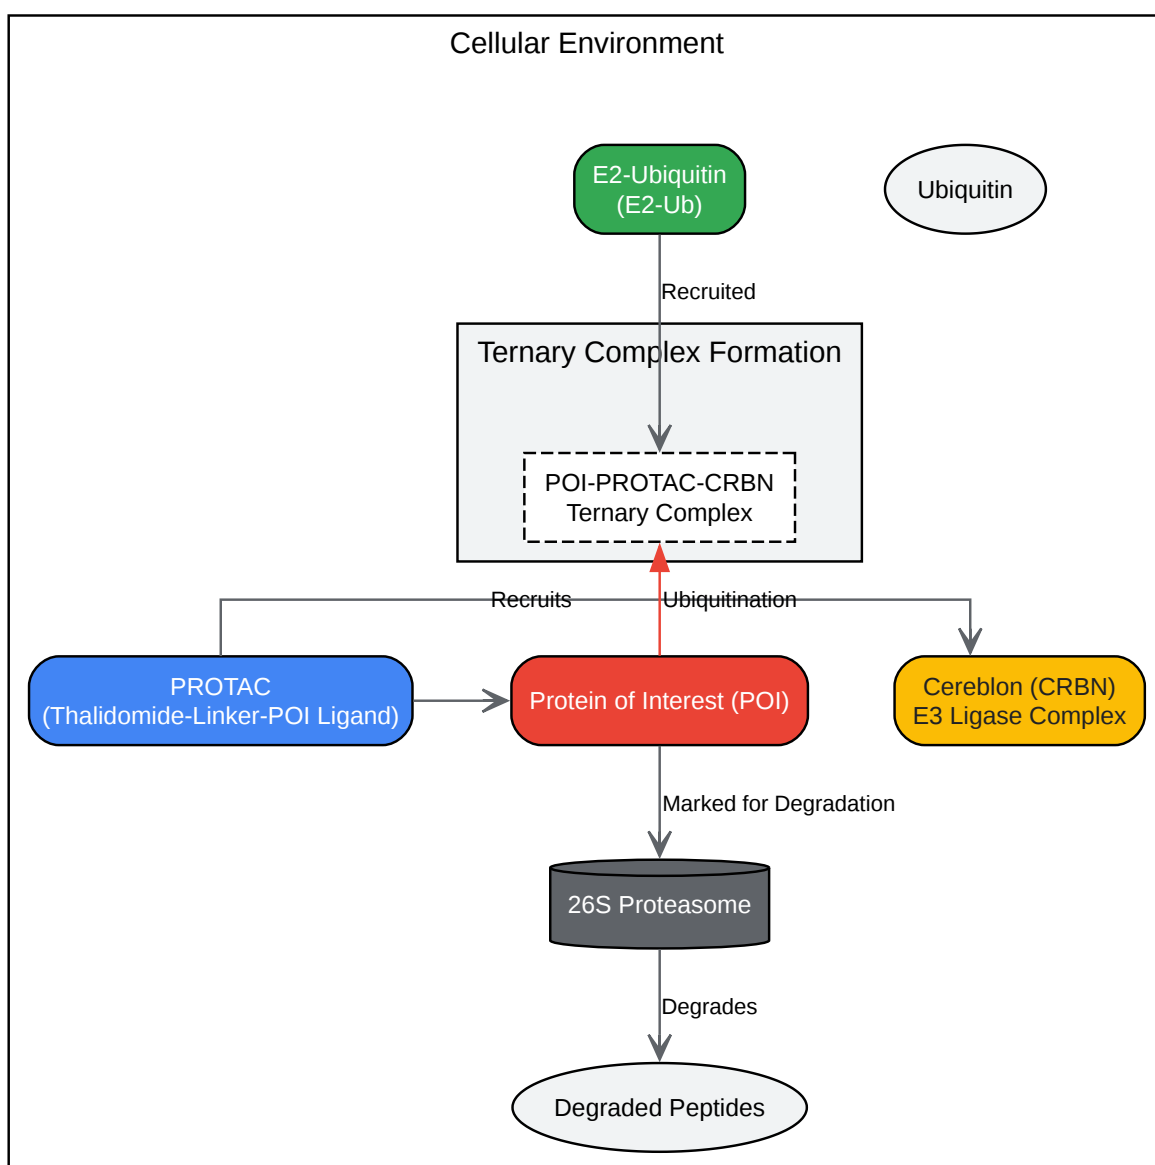 Cellular Environment
E2-Ubiquitin
(E2-Ub)
Ubiquitin
Recruited
Ternary Complex Formation
POI-PROTAC-CRBN
Ternary Complex
Recruits
Ubiquitination
PROTAC
(Thalidomide-Linker-POI Ligand)
Protein of Interest (POI)
Cereblon (CRBN)
E3 Ligase Complex
Marked for Degradation
26S Proteasome
Degrades
Degraded Peptides